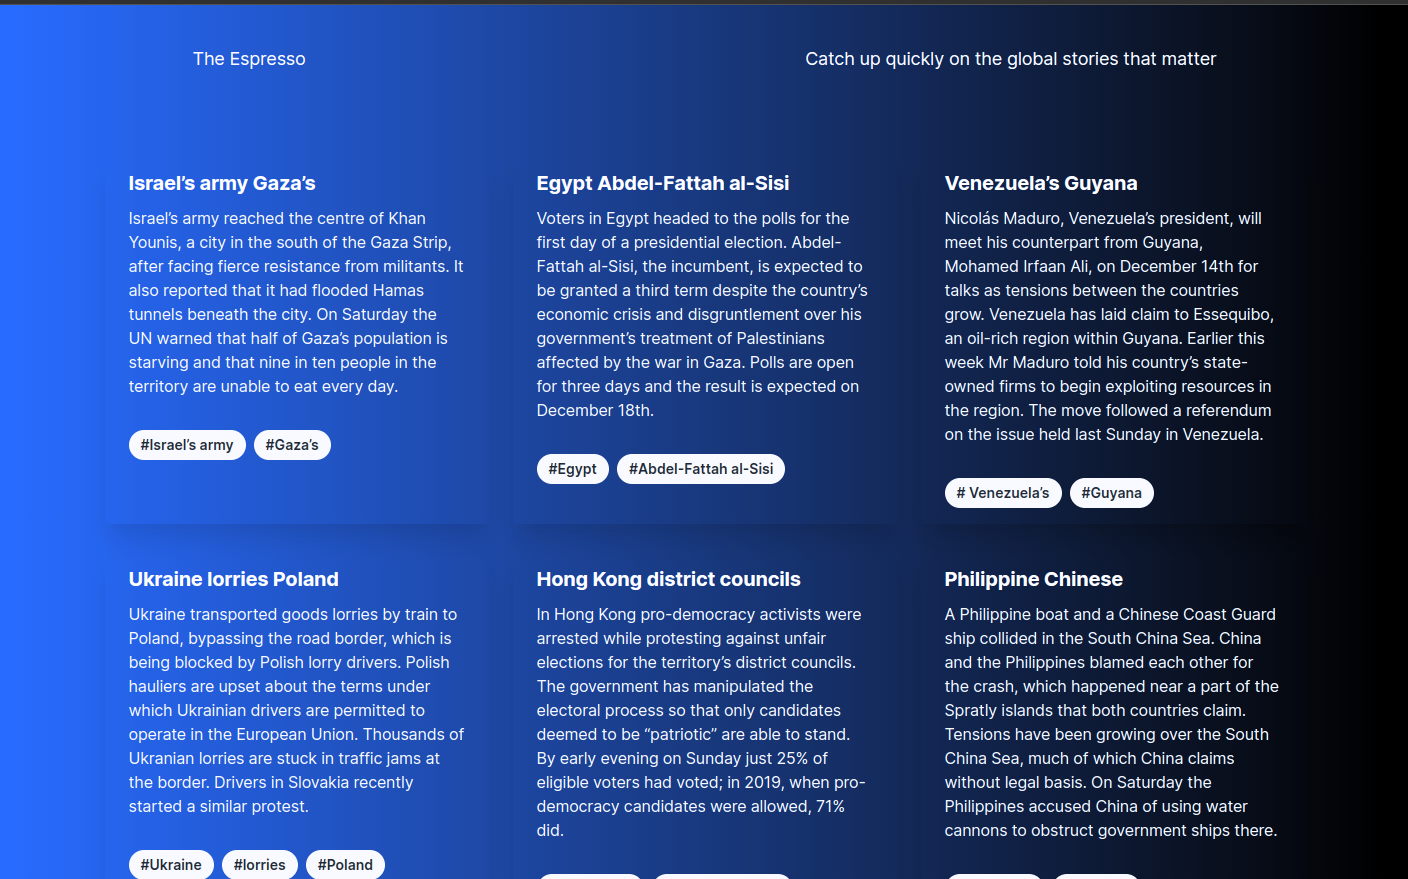 The Espresso
Catch up quickly on the global stories that matter
Israel’s army Gaza’s
Israel’s army reached the centre of Khan
Younis, a city in the south of the Gaza Strip,
after facing fierce resistance from militants. It
also reported that it had flooded Hamas
tunnels beneath the city. On Saturday the
UN warned that half of Gaza’s population is
starving and that nine in ten people in the
territory are unable to eat every day.
#Israel’s army #Gaza’s
Egypt Abdel-Fattah al-Sisi
Voters in Egypt headed to the polls for the
first day of a presidential election. Abdel-
Fattah al-Sisi, the incumbent, is expected to
be granted a third term despite the country’s
economic crisis and disgruntlement over his
government’s treatment of Palestinians
affected by the war in Gaza. Polls are open
for three days and the result is expected on
December 18th.
#Egypt #Abdel-Fattah al-Sisi
Venezuela’s Guyana
Nicolás Maduro, Venezuela’s president, will
meet his counterpart from Guyana,
Mohamed Irfaan Ali, on December 14th for
talks as tensions between the countries
grow. Venezuela has laid claim to Essequibo,
an oil-rich region within Guyana. Earlier this
week Mr Maduro told his country’s state-
owned firms to begin exploiting resources in
the region. The move followed a referendum
on the issue held last Sunday in Venezuela.
# Venezuela’s #Guyana
Ukraine lorries Poland
Ukraine transported goods lorries by train to
Poland, bypassing the road border, which is
being blocked by Polish lorry drivers. Polish
hauliers are upset about the terms under
which Ukrainian drivers are permitted to
operate in the European Union. Thousands of
Ukranian lorries are stuck in traffic jams at
the border. Drivers in Slovakia recently
started a similar protest.
#Ukraine #lorries #Poland
Hong Kong district councils
In Hong Kong pro-democracy activists were
arrested while protesting against unfair
elections for the territory’s district councils.
The government has manipulated the
electoral process so that only candidates
deemed to be “patriotic” are able to stand.
By early evening on Sunday just 25% of
eligible voters had voted; in 2019, when pro-
democracy candidates were allowed, 71%
did.
Philippine Chinese
A Philippine boat and a Chinese Coast Guard
ship collided in the South China Sea. China
and the Philippines blamed each other for
the crash, which happened near a part of the
Spratly islands that both countries claim.
Tensions have been growing over the South
China Sea, much of which China claims
without legal basis. On Saturday the
Philippines accused China of using water
cannons to obstruct government ships there.